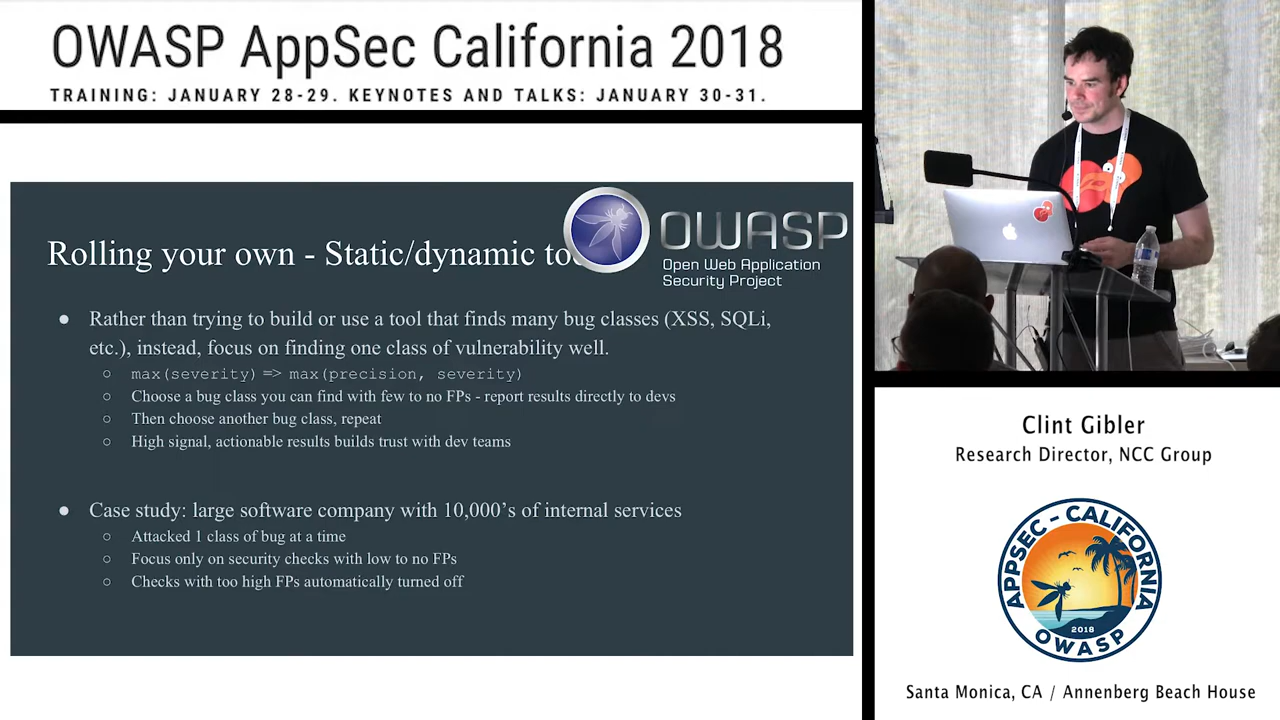 OWASP AppSec California 2018
TRAINING: JANUARY 28-29. KEYNOTES AND TALKS: JANUARY 30-31.
Rolling your own - Static/dynamic
OWASP
Open Web Application
Security Project
● Rather than trying to build or use a tool that finds many bug classes (XSS, SQLi,
etc.), instead, focus on finding one class of vulnerability well.
○ max(severity) => max(precision, severity)
○ Choose a bug class you can find with few to no FPs - report results directly to devs
○ Then choose another bug class, repeat
○ High signal, actionable results builds trust with dev teams
● Case study: large software company with 10,000's of internal services
○ Attacked 1 class of bug at a time
○ Focus only on security checks with low to no FPs
○ Checks with too high FPs automatically turned off
Clint Gibler
Research Director, NCC Group
APPSEC - CALIFORNIA
2018
OWASP
Santa Monica, CA / Annenberg Beach House